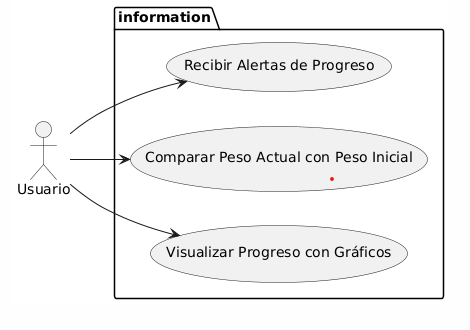 information
Recibir Alertas de Progreso
Comparar Peso Actual con Peso Inicial
Usuario
Visualizar Progreso con Gráficos